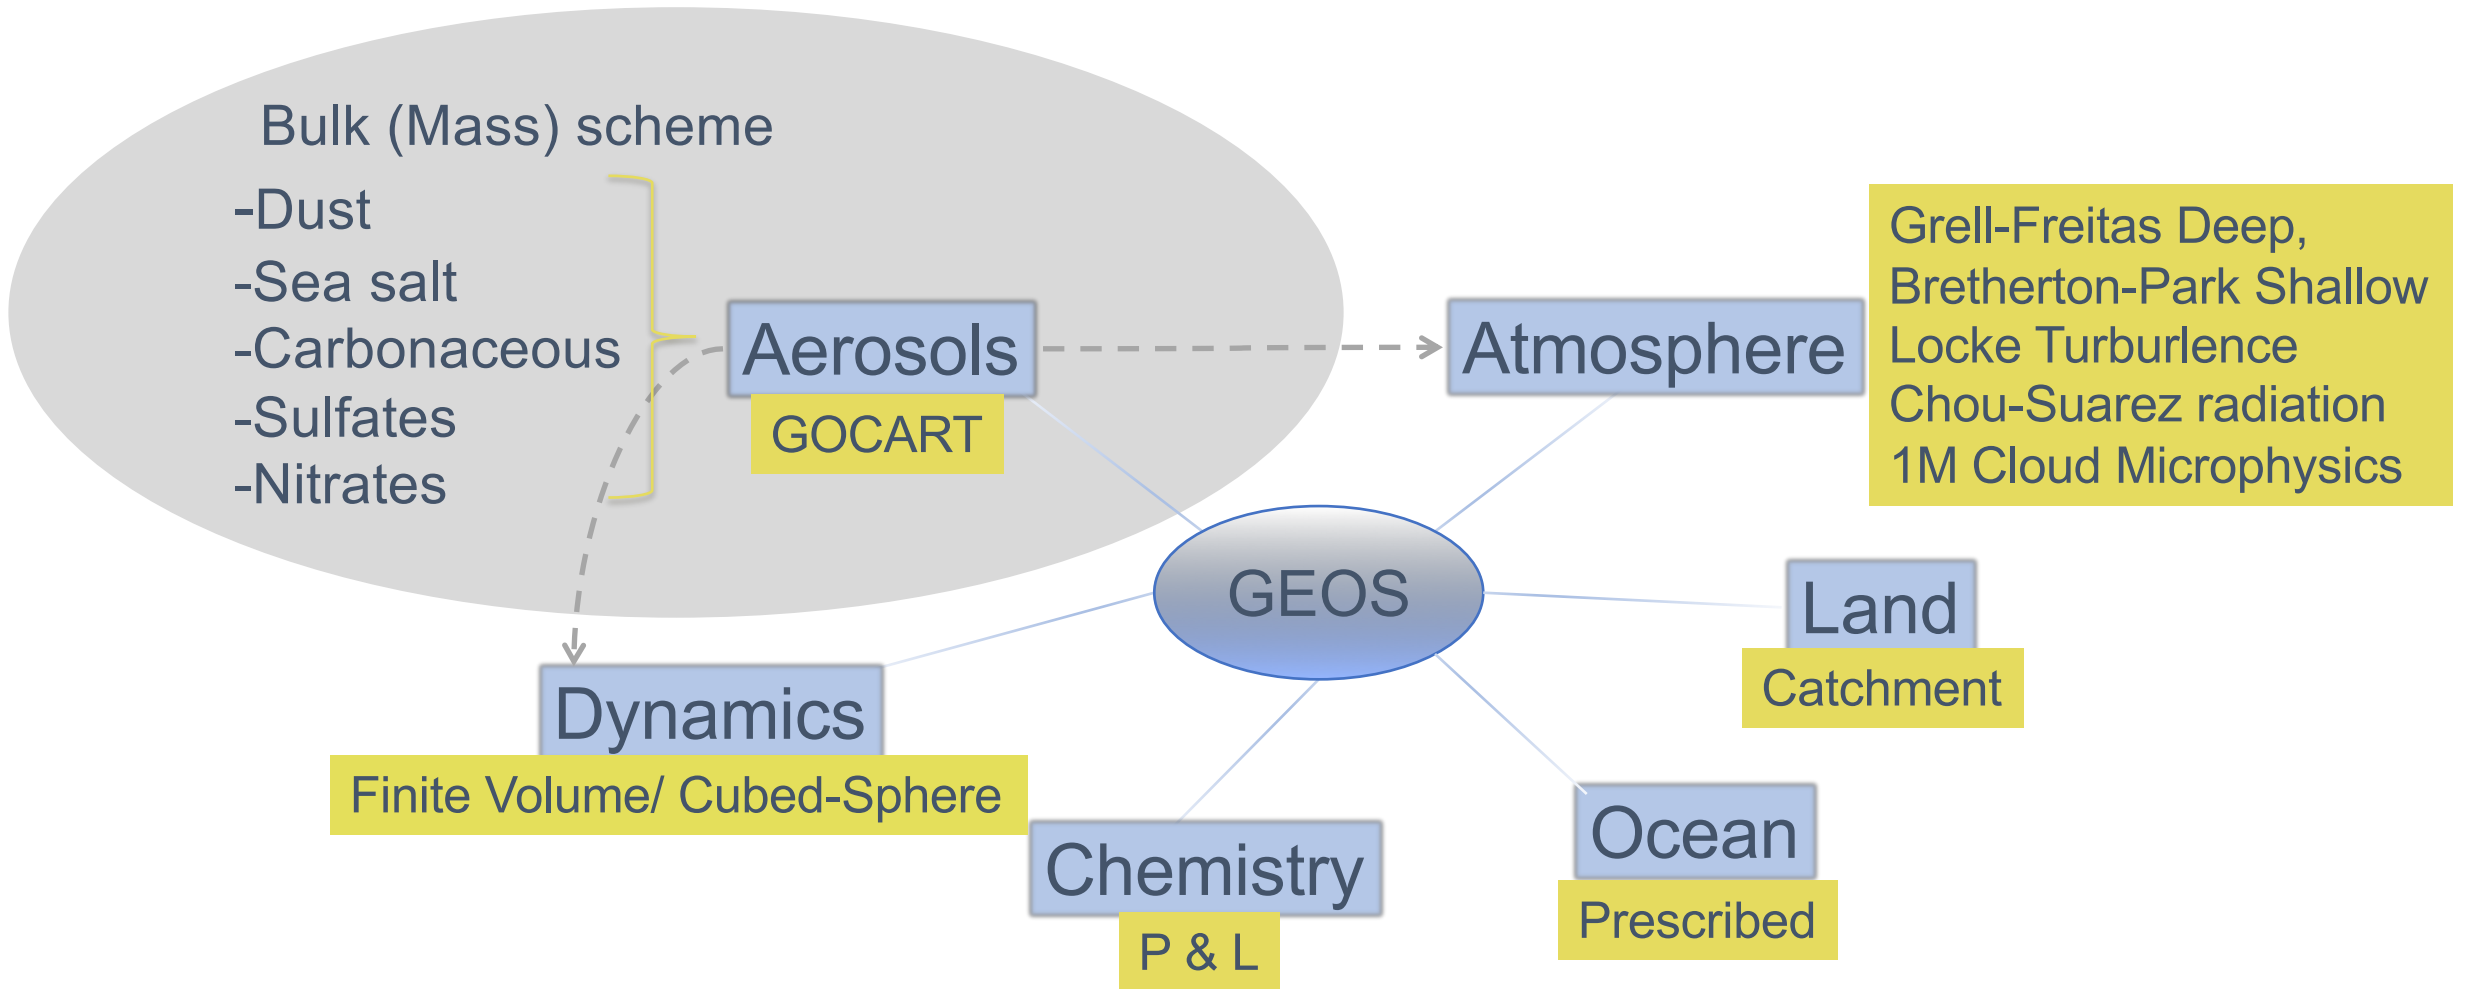 Bulk (Mass) scheme
-Dust
-Sea salt
-Carbonaceous
-Sulfates
-Nitrates
Aerosols
GOCART
Atmosphere
Grell-Freitas Deep,
Bretherton-Park Shallow
Locke Turburlence
Chou-Suarez radiation
1M Cloud Microphysics
GEOS
Land
Catchment
Dynamics
Finite Volume/ Cubed-Sphere
Ocean
Prescribed
Chemistry
P & L